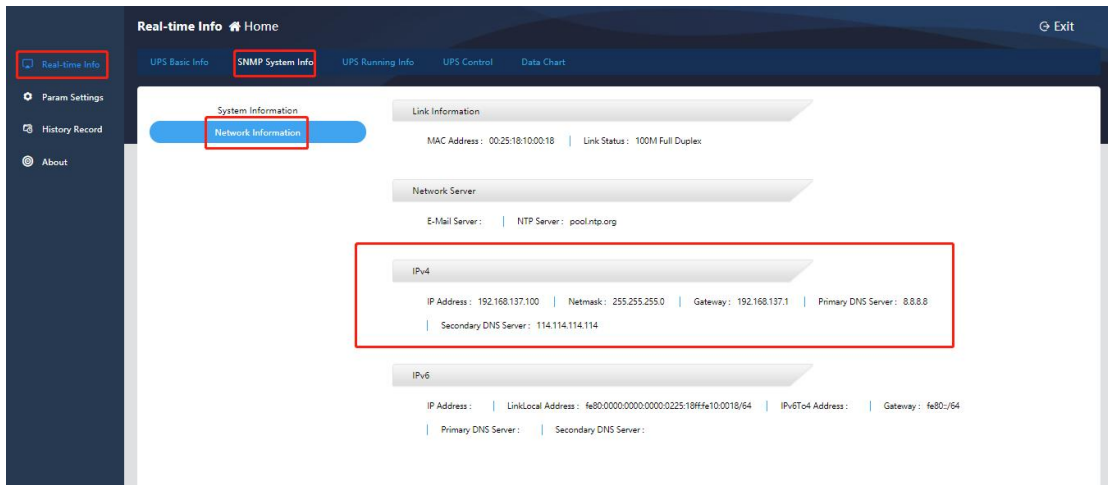 Real-time Info Home
Exit
Real-time Info
Param Settings
History Record
About
UPS Basic Info SNMP System Info UPS Running Info UPS Control Data Chart
System Information
Network Information
Link Information
MAC Address : 00:25:18:10:00:18 | Link Status : 100M Full Duplex
Network Server
E-Mail Server : | NTP Server : pool.ntp.org
IPv4
IP Address : 192.168.137.100 | Netmask : 255.255.255.0 | Gateway : 192.168.137.1 | Primary DNS Server : 8.8.8.8
| Secondary DNS Server : 114.114.114.114
IPv6
IP Address : | LinkLocal Address : fe80:0000:0000:0000:0225:18ff:fe10:0018/64 | IPv6To4 Address : | Gateway : fe80::/64
| Primary DNS Server : | Secondary DNS Server :